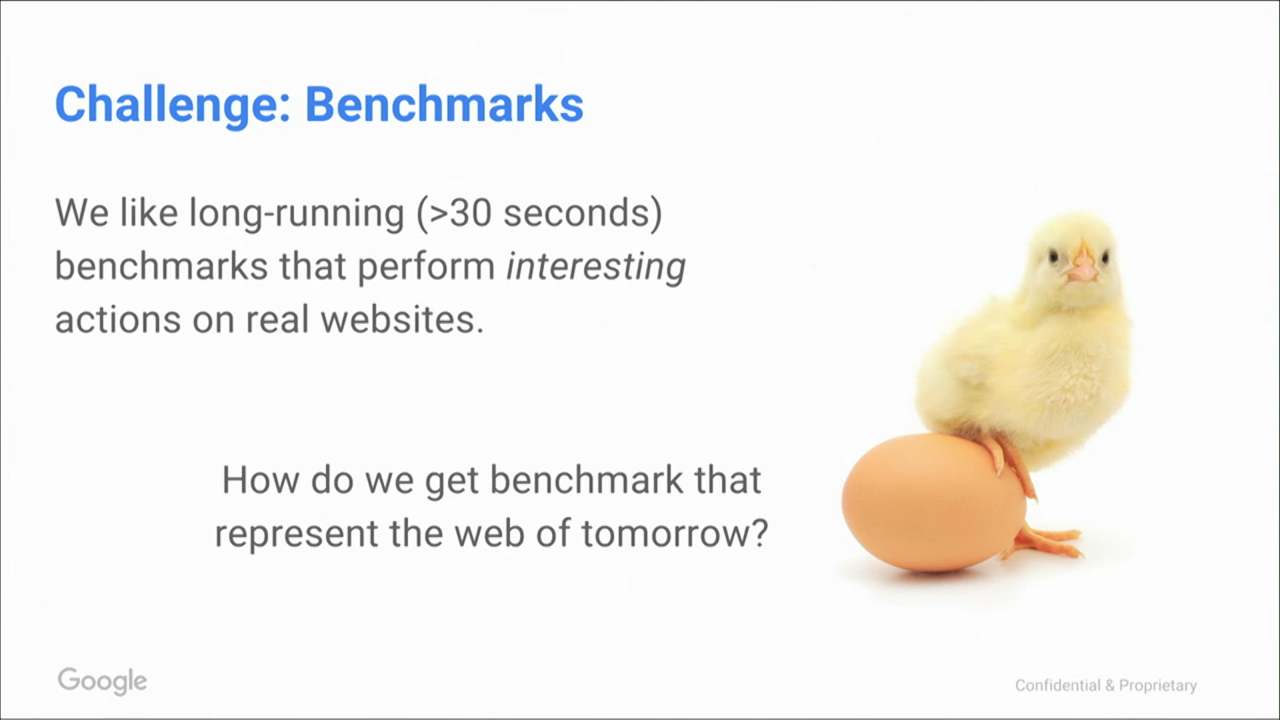 Challenge: Benchmarks
We like long-running (>30 seconds)
benchmarks that perform interesting
actions on real websites.
How do we get benchmark that
represent the web of tomorrow?
Google
Confidential & Proprietary